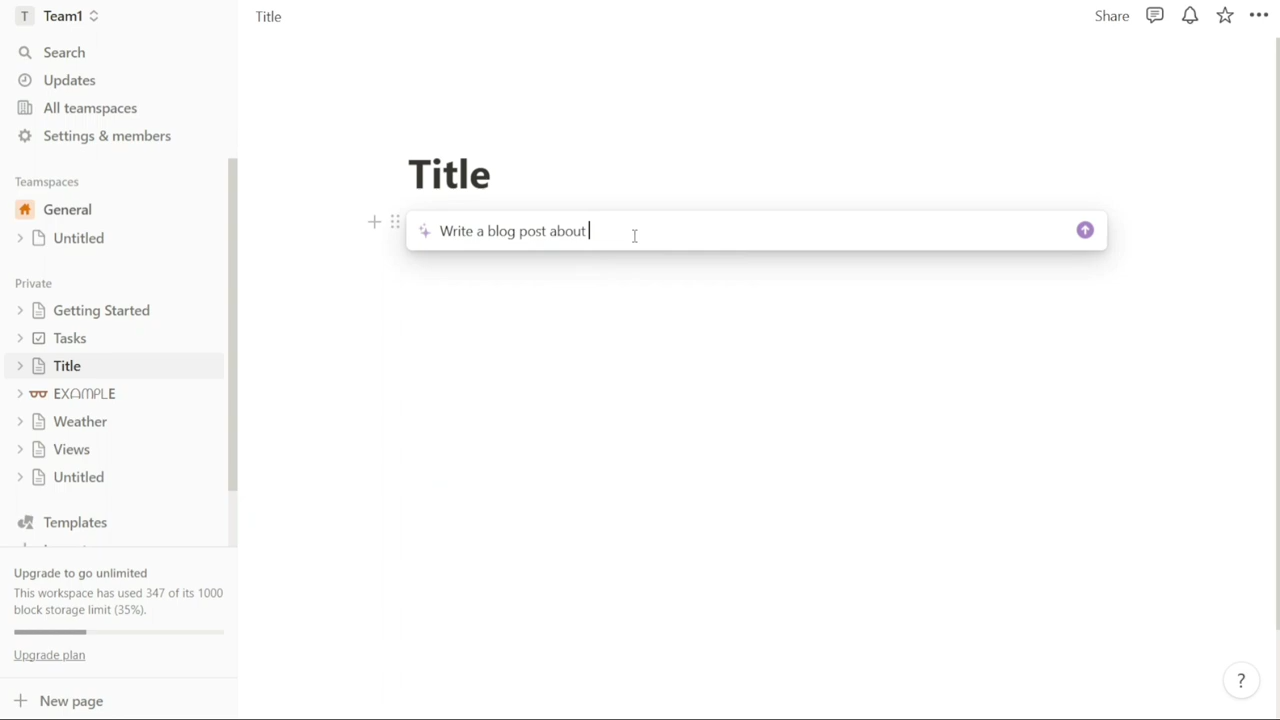 T Team1
Title
Share
Search
Updates
All teamspaces
Settings & members
Teamspaces
General
Untitled
Private
Getting Started
Tasks
Title
EXAMPLE
Weather
Views
Untitled
Templates
Upgrade to go unlimited
This workspace has used 347 of its 1000
block storage limit (35%).
Upgrade plan
New page
Title
Write a blog post about
?